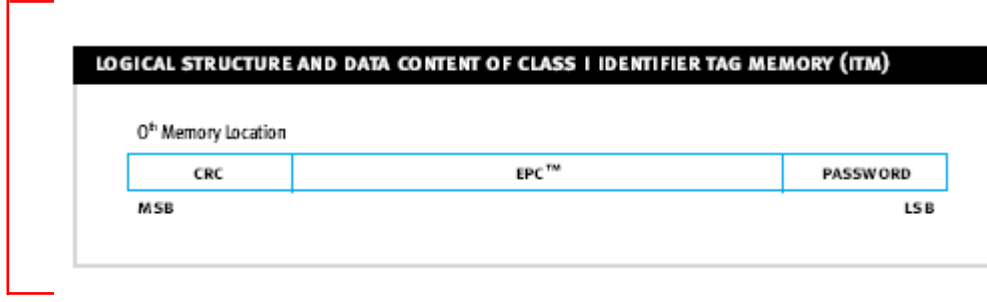 LOGICAL STRUCTURE AND DATA CONTENT OF CLASS I IDENTIFIER TAG MEMORY (ITM)
0th Memory Location
CRC EPC™ PASSWORD
MSB LSB